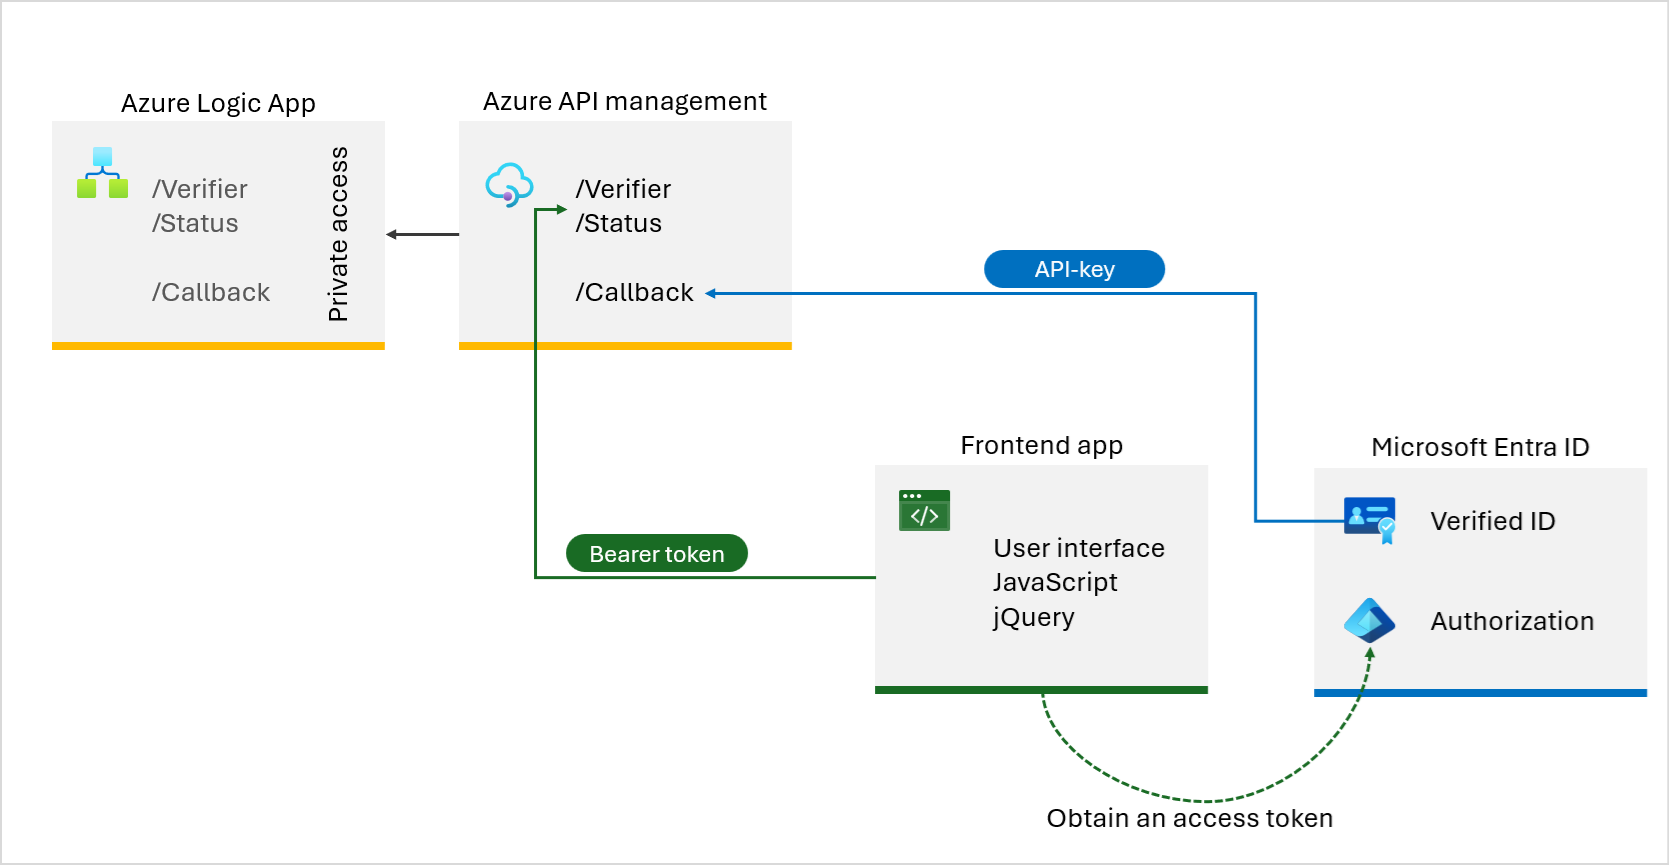 Azure Logic App
/Verifier
/Status
/Callback
Private access
Azure API management
/Verifier
/Status
/Callback
API-key
Bearer token
Frontend app
</>
User interface
JavaScript
jQuery
Microsoft Entra ID
Verified ID
Authorization
Obtain an access token